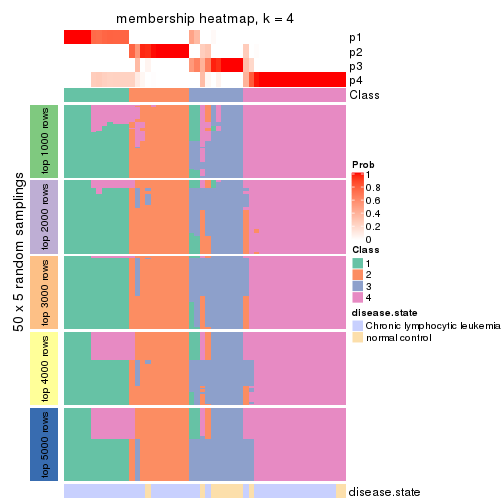 membership heatmap, k = 4
p1
p2
p3
p4
Class
50 x 5 random samplings
top 1000 rows
top 2000 rows
top 3000 rows
top 4000 rows
top 5000 rows
Prob
1
0.8
0.6
0.4
0.2
0
Class
1
2
3
4
disease.state
Chronic lymphocytic leukemia
normal control
disease.state